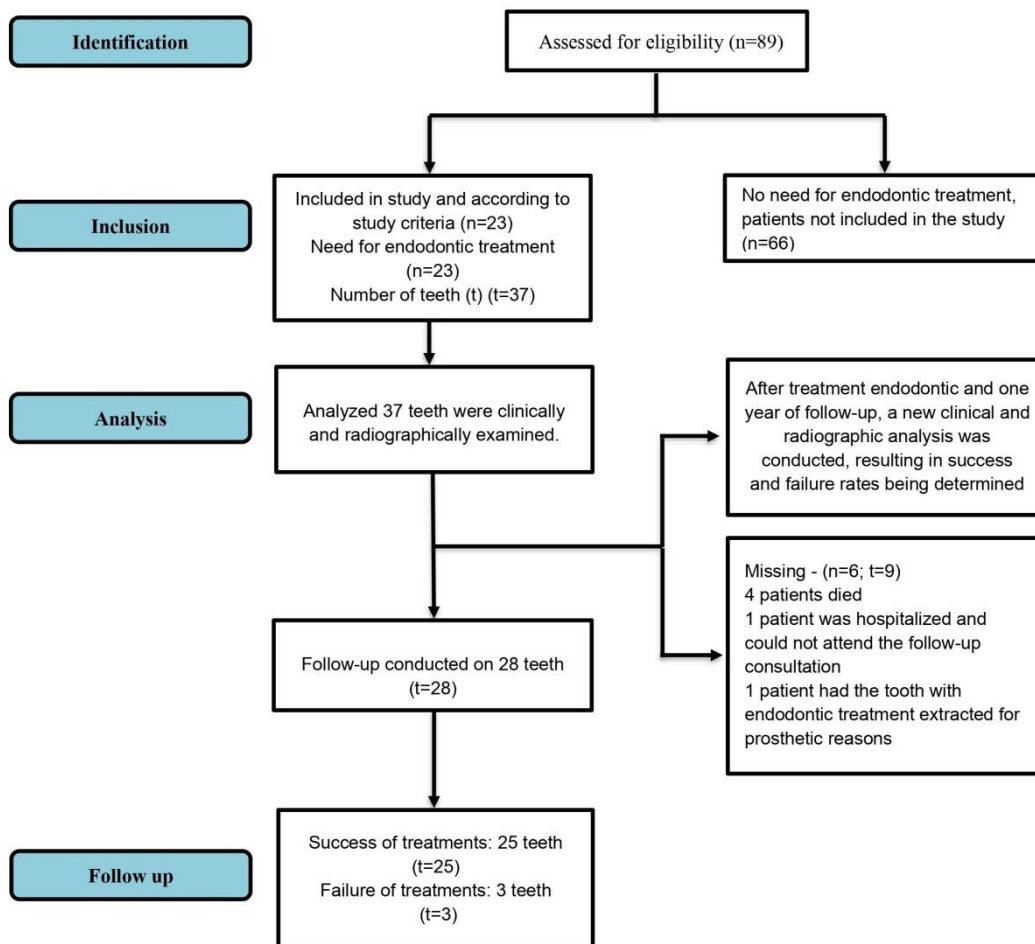 Identification
Assessed for eligibility (n=89)
Inclusion
Included in study and according to
study criteria (n=23)
Need for endodontic treatment
(n=23)
Number of teeth (t) (t=37)
No need for endodontic treatment,
patients not included in the study
(n=66)
Analysis
Analyzed 37 teeth were clinically
and radiographically examined.
After treatment endodontic and one
year of follow-up, a new clinical and
radiographic analysis was
conducted, resulting in success
and failure rates being determined
Missing - (n=6; t=9)
4 patients died
1 patient was hospitalized and
could not attend the follow-up
consultation
1 patient had the tooth with
endodontic treatment extracted for
prosthetic reasons
Follow-up conducted on 28 teeth
(t=28)
Follow up
Success of treatments: 25 teeth
(t=25)
Failure of treatments: 3 teeth
(t=3)